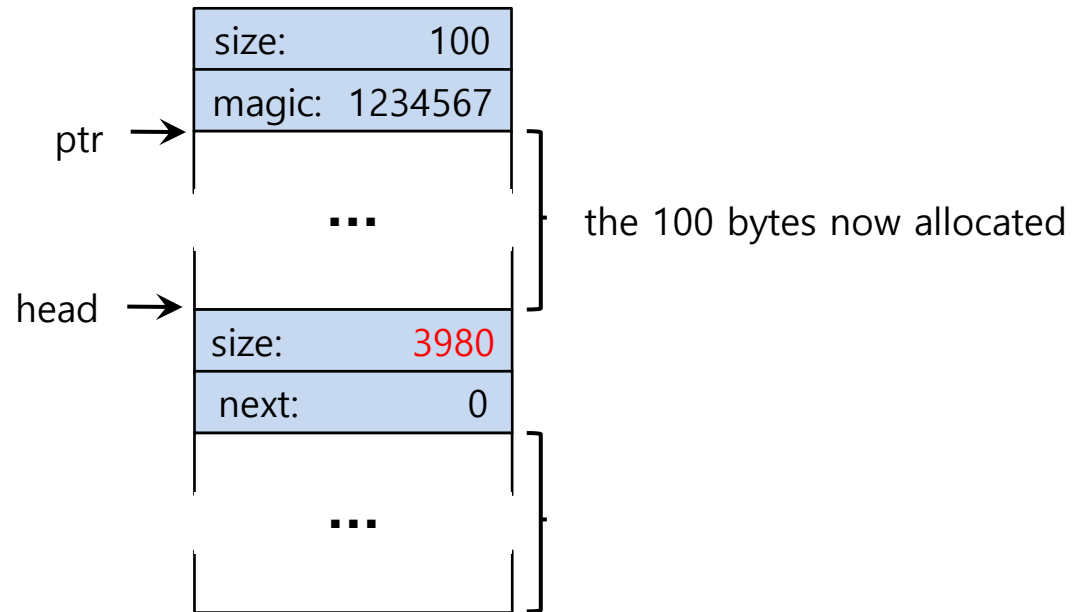 size: 100
magic: 1234567
ptr
...
the 100 bytes now allocated
head
size: 3980
next: 0
...